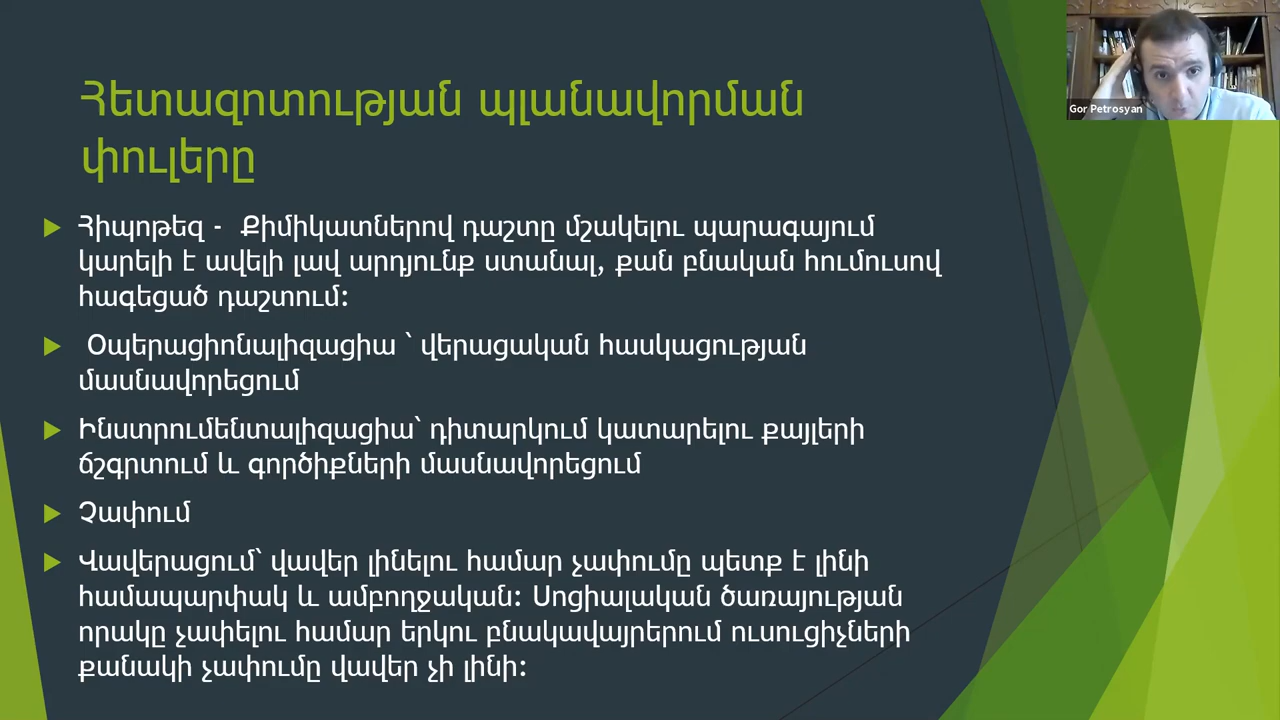 Gor Petrosyan
Հետազոտության պլանավորման
փուլերը
Հիպոթեզ - Քիմիկատներով դաշտը մշակելու պարագայում
կարելի է ավելի լավ արդյունք ստանալ, քան բնական հումուսով
հագեցած դաշտում:
Օպերացիոնալիզացիա ՝ վերացական հասկացության
մասնավորեցում
Ինստրումենտալիզացիա՝ դիտարկում կատարելու քայլերի
ճշգրտում և գործիքների մասնավորեցում
Չափում
Վավերացում՝ վավեր լինելու համար չափումը պետք է լինի
համապարփակ և ամբողջական: Սոցիալական ծառայության
որակը չափելու համար երկու բնակավայրերում ուսուցիչների
քանակի չափումը վավեր չի լինի: